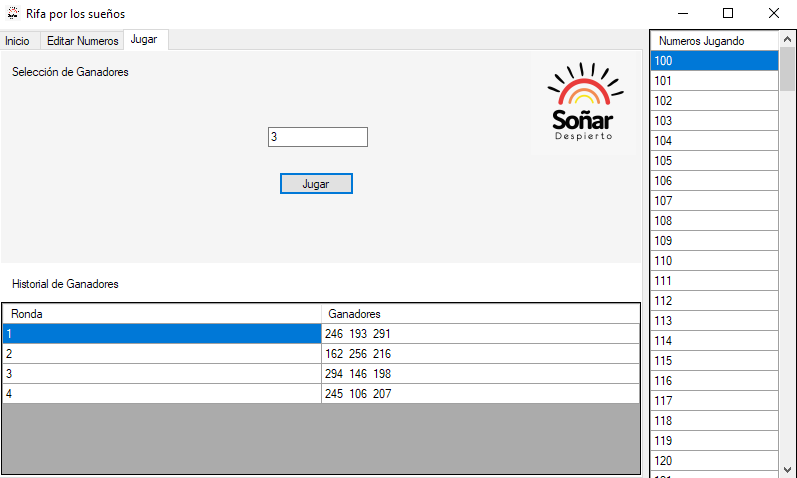 Rifa por los sueños
Inicio
Editar Numeros
Jugar
Selección de Ganadores
Soñar
Despierto
3
Jugar
Historial de Ganadores
Ronda Ganadores
1 246 193 291
2 162 256 216
3 294 146 198
4 245 106 207
Numeros Jugando
100
101
102
103
104
105
106
107
108
109
110
111
112
113
114
115
116
117
118
119
120